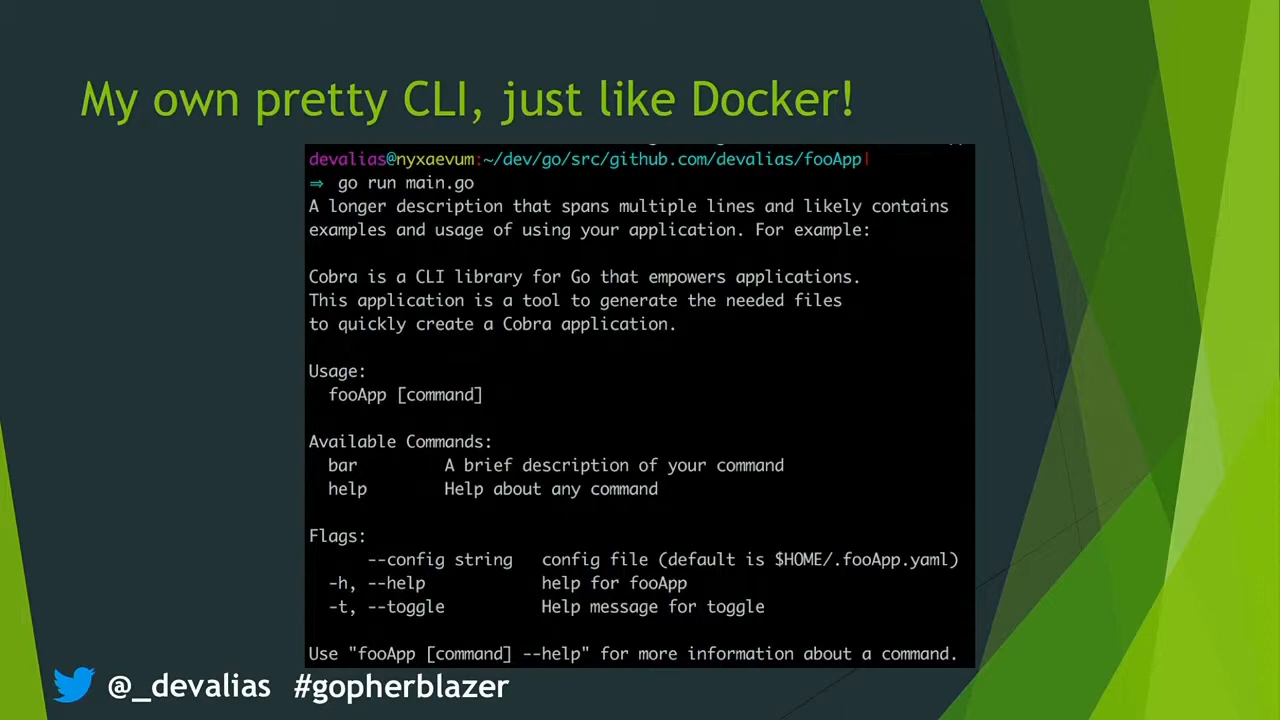 My own pretty CLI, just like Docker!
devalias@nyxaevum:~/dev/go/src/github.com/devalias/fooApp|
⇒ go run main.go
A longer description that spans multiple lines and likely contains
examples and usage of using your application. For example:
Cobra is a CLI library for Go that empowers applications.
This application is a tool to generate the needed files
to quickly create a Cobra application.
Usage:
fooApp [command]
Available Commands:
bar A brief description of your command
help Help about any command
Flags:
--config string config file (default is $HOME/.fooApp.yaml)
-h, --help help for fooApp
-t, --toggle Help message for toggle
Use "fooApp [command] --help" for more information about a command.
@_devalias #gopherblazer